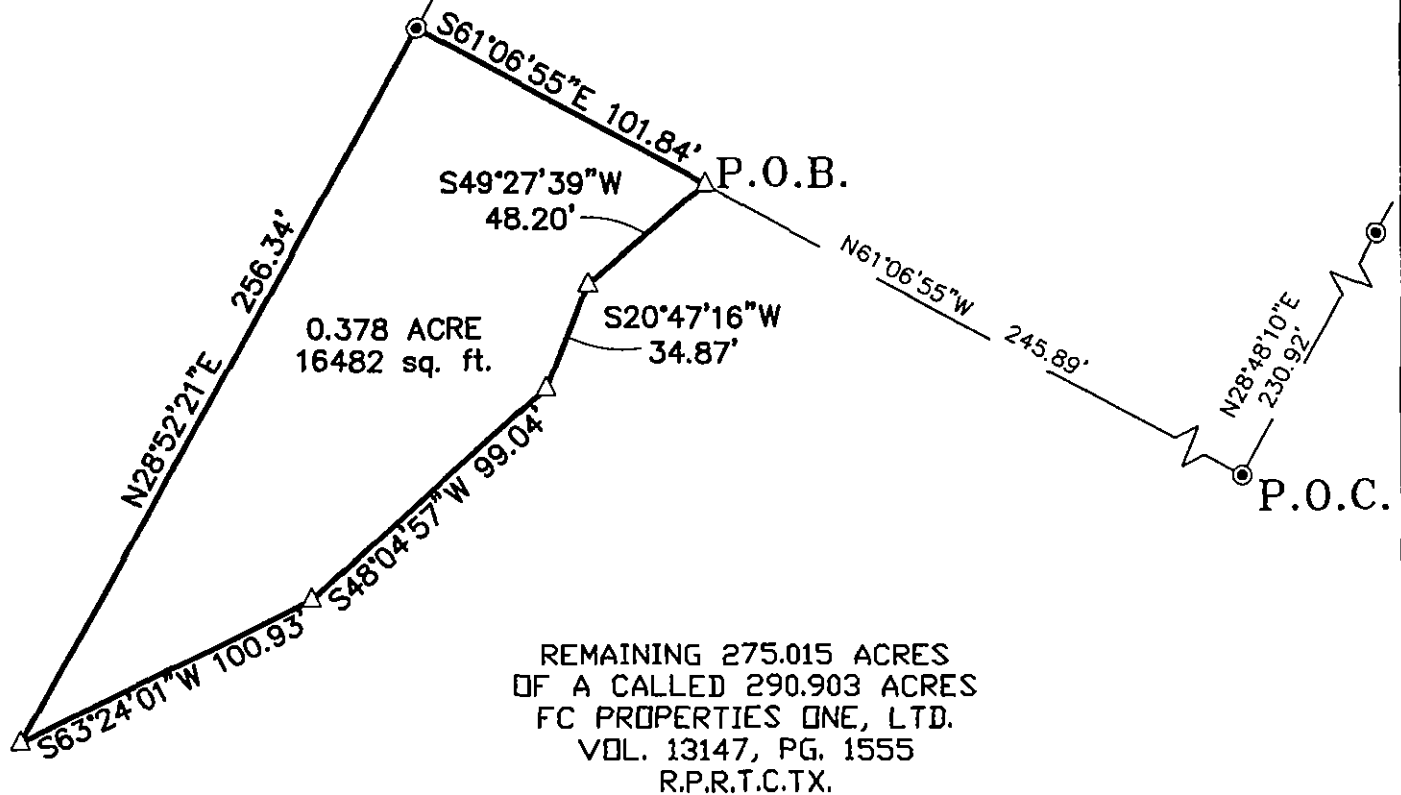 S61°06'55"E 101.84'
P.O.B.
S49°27'39"W
48.20'
N61°06'55"W 245.89'
N28°48'10"E
230.92'
P.O.C.
N28°52'21"E 256.34'
0.378 ACRE
16482 sq. ft.
S20°47'16"W
34.87'
S48°04'57"W 99.04'
S63°24'01"W 100.93'
REMAINING 275.015 ACRES
OF A CALLED 290.903 ACRES
FC PROPERTIES ONE, LTD.
VOL. 13147, PG. 1555
R.P.R.T.C.TX.